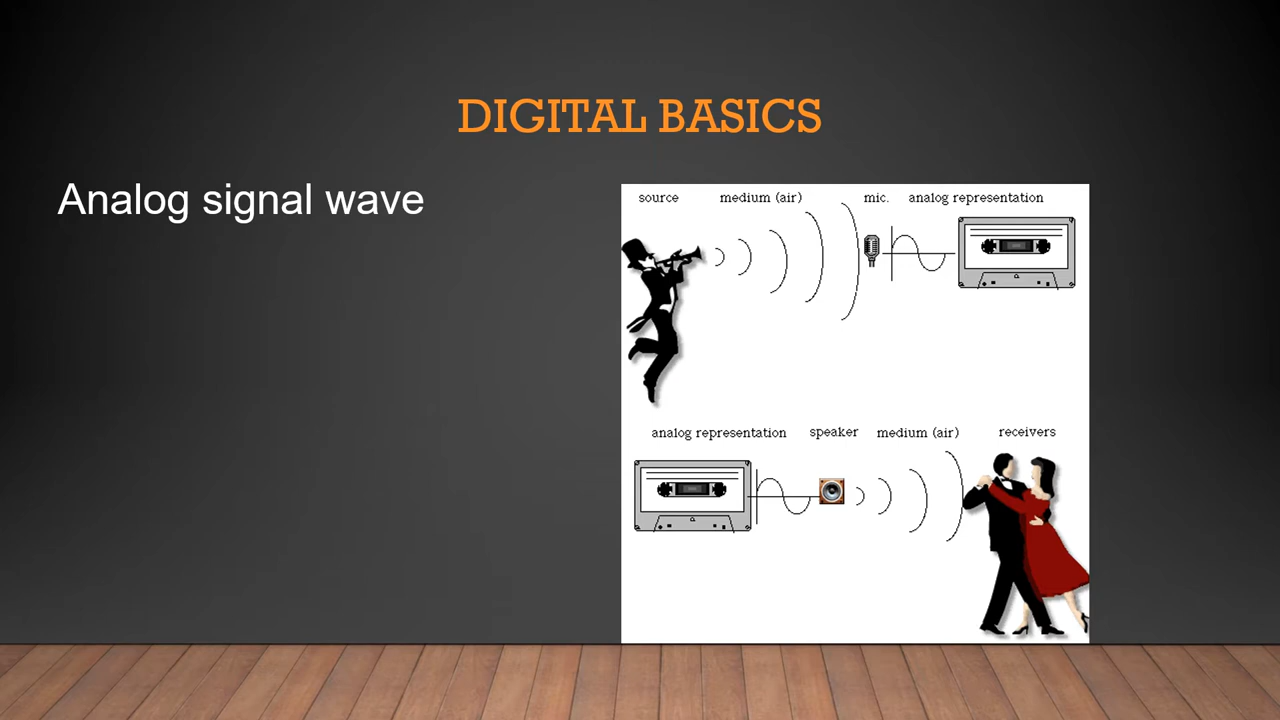 DIGITAL BASICS
Analog signal wave
source medium (air) mic. analog representation
analog representation speaker medium (air) receivers